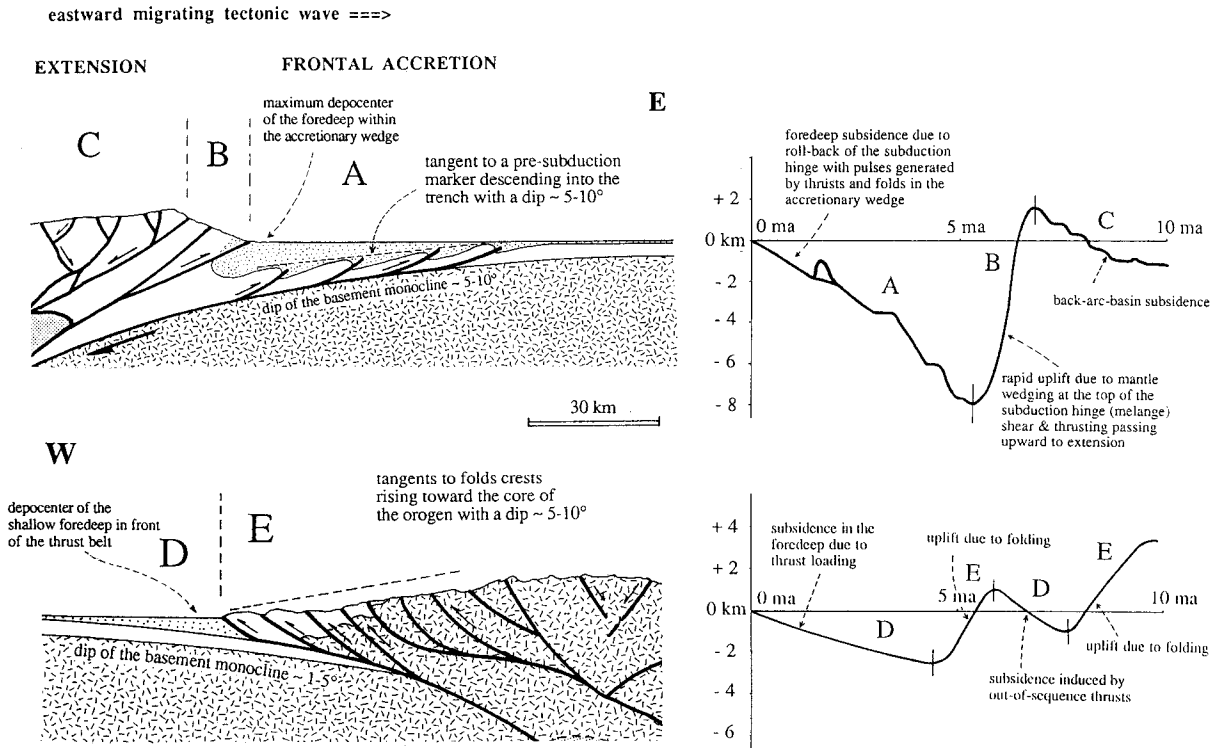 eastward migrating tectonic wave ===>
EXTENSION
FRONTAL ACCRETION
C
B
maximum depocenter
of the foredeep within
the accretionary wedge
A
E
tangent to a pre-subduction
marker descending into the
trench with a dip ~ 5-10°
dip of the basement monocline ~ 5-10°
30 km
foredeep subsidence due to
roll-back of the subduction
hinge with pulses generated
by thrusts and folds in the
accretionary wedge
+ 2
0 km
- 2
- 4
- 6
- 8
0 ma
5 ma
10 ma
A
B
C
back-arc-basin subsidence
rapid uplift due to mantle
wedging at the top of the
subduction hinge (melange)
shear & thrusting passing
upward to extension
W
depocenter of the
shallow foredeep in front
of the thrust belt
D
E
tangents to folds crests
rising toward the core of
the orogen with a dip ~ 5-10°
dip of the basement monocline ~ 1-5°
+ 4
+ 2
0 km
- 2
- 4
- 6
subsidence in the
foredeep due to
thrust loading
uplift due to folding
E
E
0 ma
5 ma
D
10 ma
D
uplift due to folding
subsidence induced by
out-of-sequence thrusts